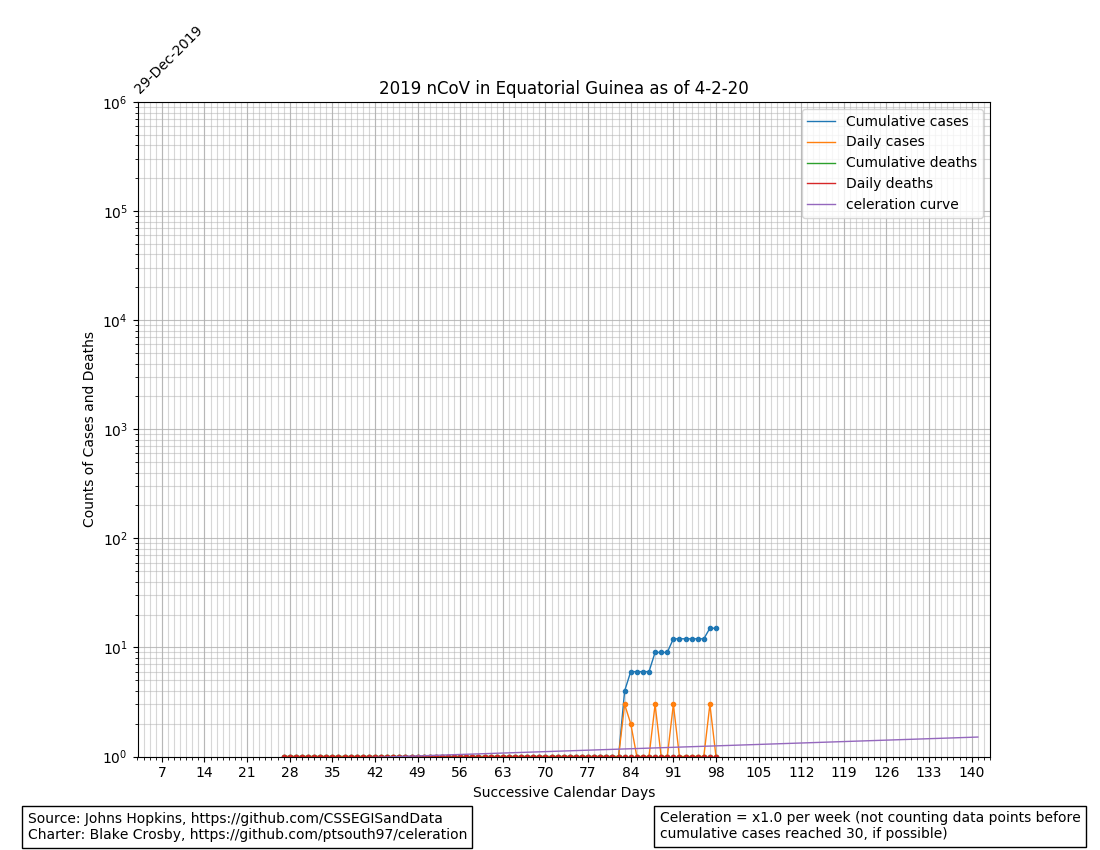 29-Dec-2019
2019 nCoV in Equatorial Guinea as of 4-2-20
10^6
10^5
10^4
10^3
10^2
10^1
10^0
Counts of Cases and Deaths
Cumulative cases
Daily cases
Cumulative deaths
Daily deaths
celeration curve
7 14 21 28 35 42 49 56 63 70 77 84 91 98 105 112 119 126 133 140
Successive Calendar Days
Source: Johns Hopkins, https://github.com/CSSEGISandData
Charter: Blake Crosby, https://github.com/ptsouth97/celeration
Celeration = x1.0 per week (not counting data points before
cumulative cases reached 30, if possible)